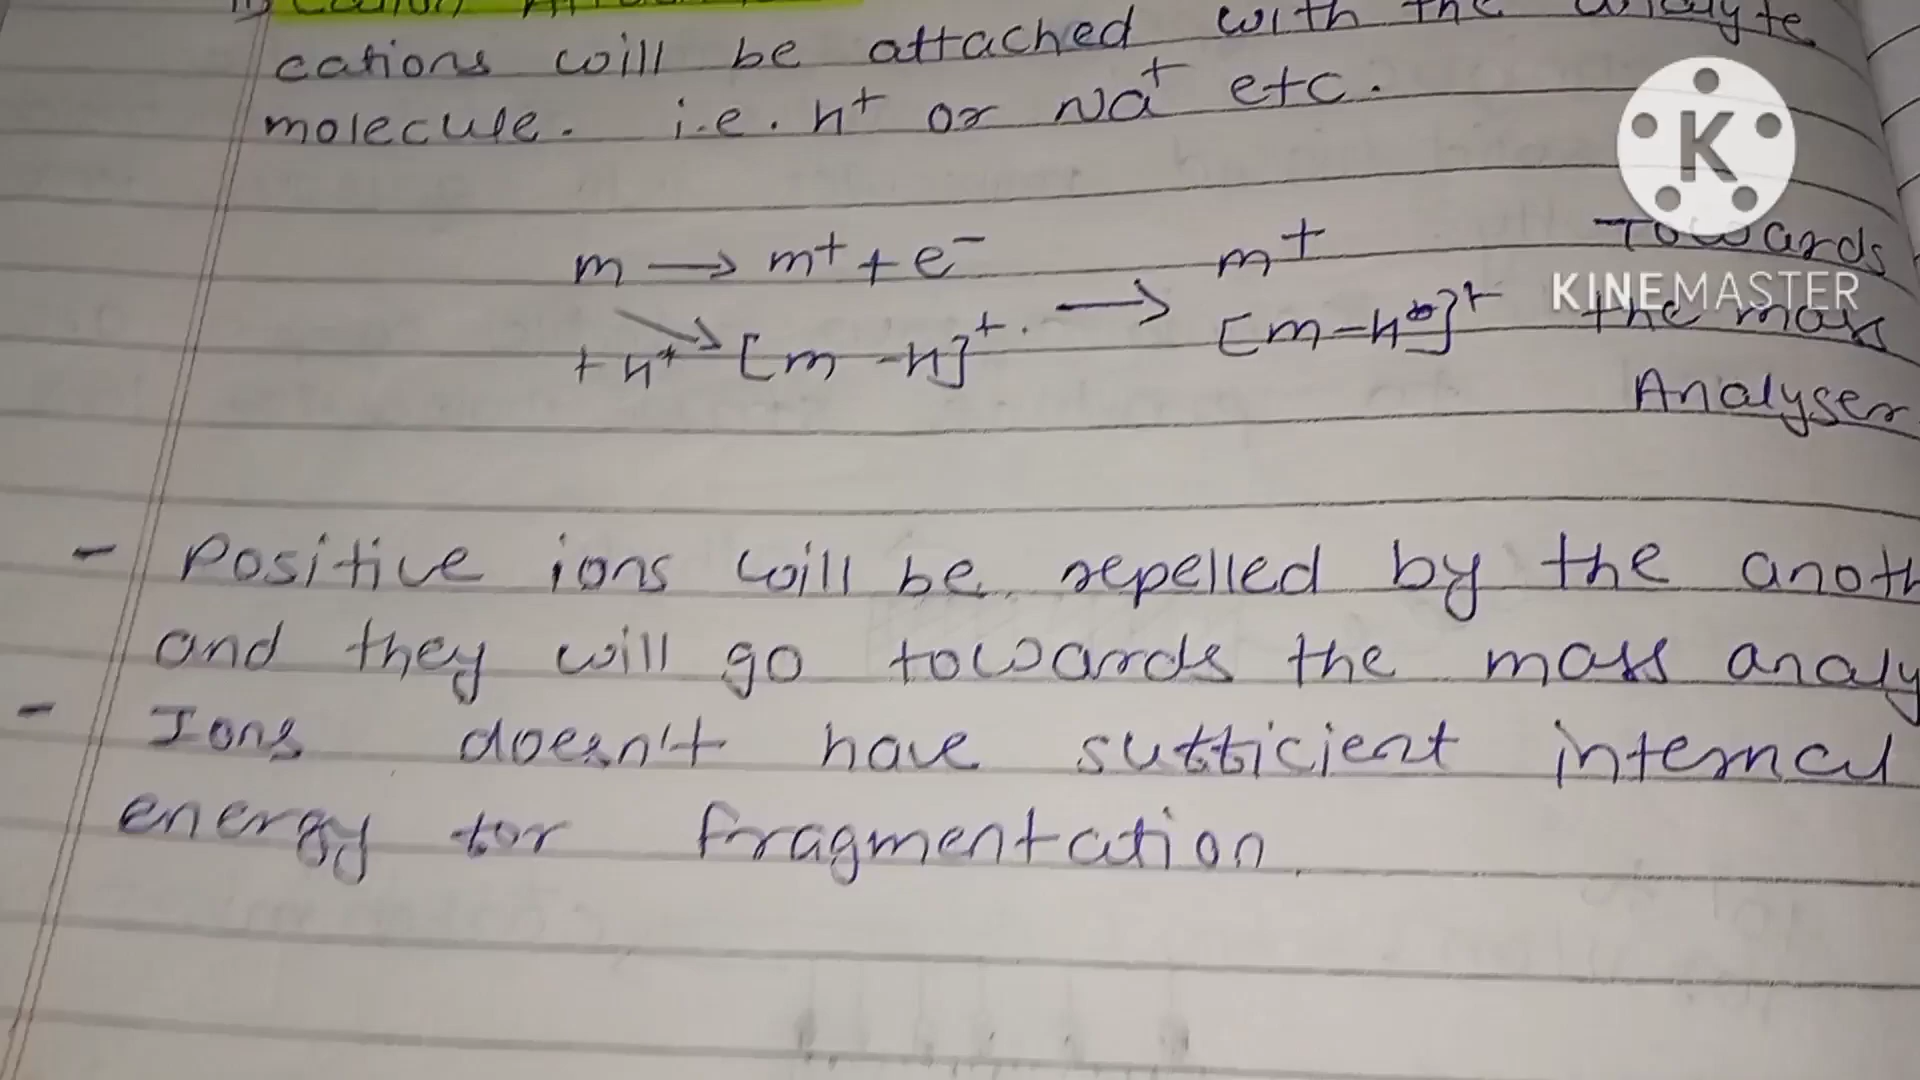 cations will be attached with the analyte
molecule. i.e. H+ or Na+ etc.
m → m+ + e- m+ Towards
+ H+ [m-H]+. → [m-H]+ the mass
Analyser
K
KINEMASTER
- Positive ions will be repelled by the anoth
and they will go towards the mass analy
- Ions doesn't have sufficient internal
energy for fragmentation.